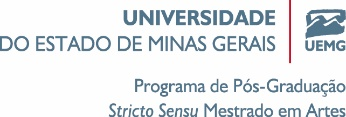 UNIVERSIDADE
DO ESTADO DE MINAS GERAIS
UEMG
Programa de Pós-Graduação
Stricto Sensu Mestrado em Artes